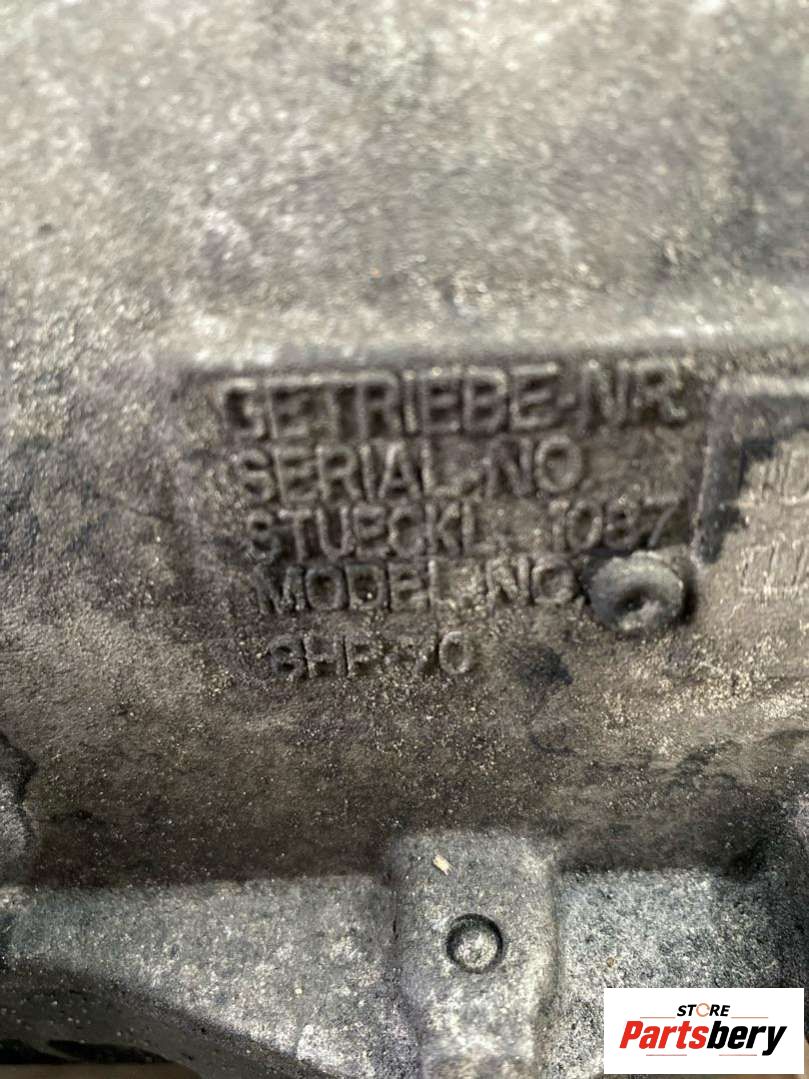 GETRIEBE-NR.
SERIAL-NO
STUECKL. 1087
MODEL-NO.
STORE
Partsbery